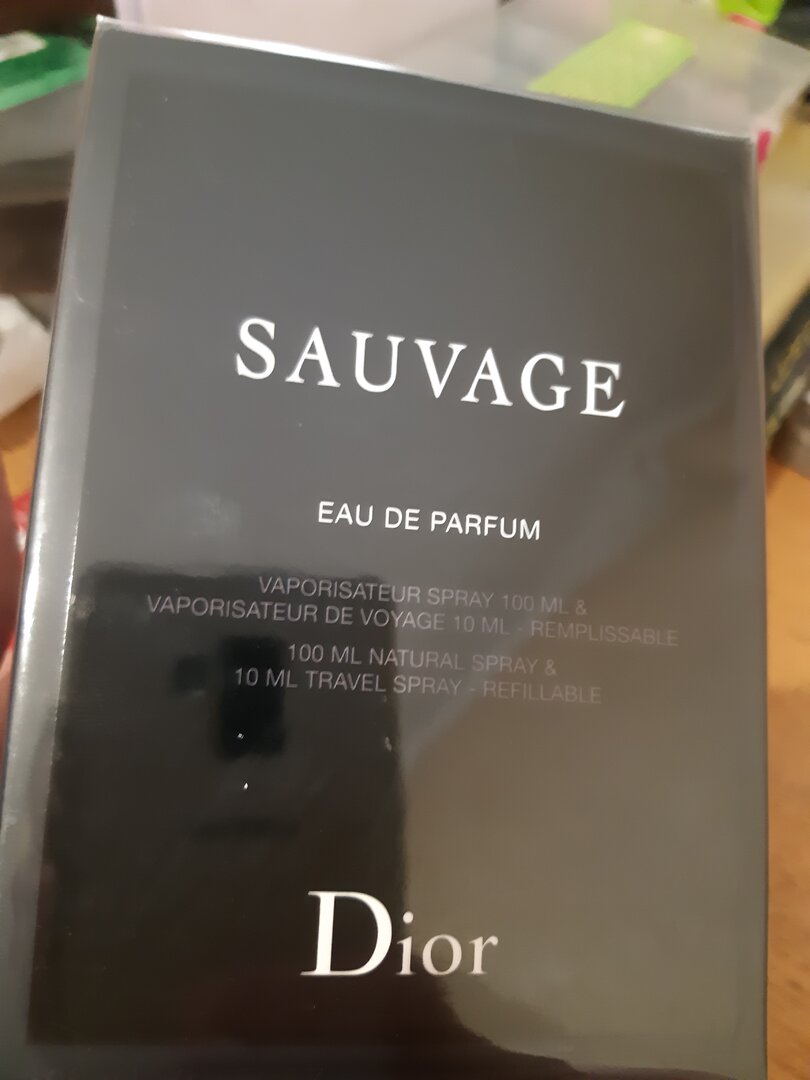 SAUVAGE
EAU DE PARFUM
VAPORISATEUR SPRAY 100 ML &
VAPORISATEUR DE VOYAGE 10 ML - REMPLISSABLE
100 ML NATURAL SPRAY &
10 ML TRAVEL SPRAY - REFILLABLE
Dior